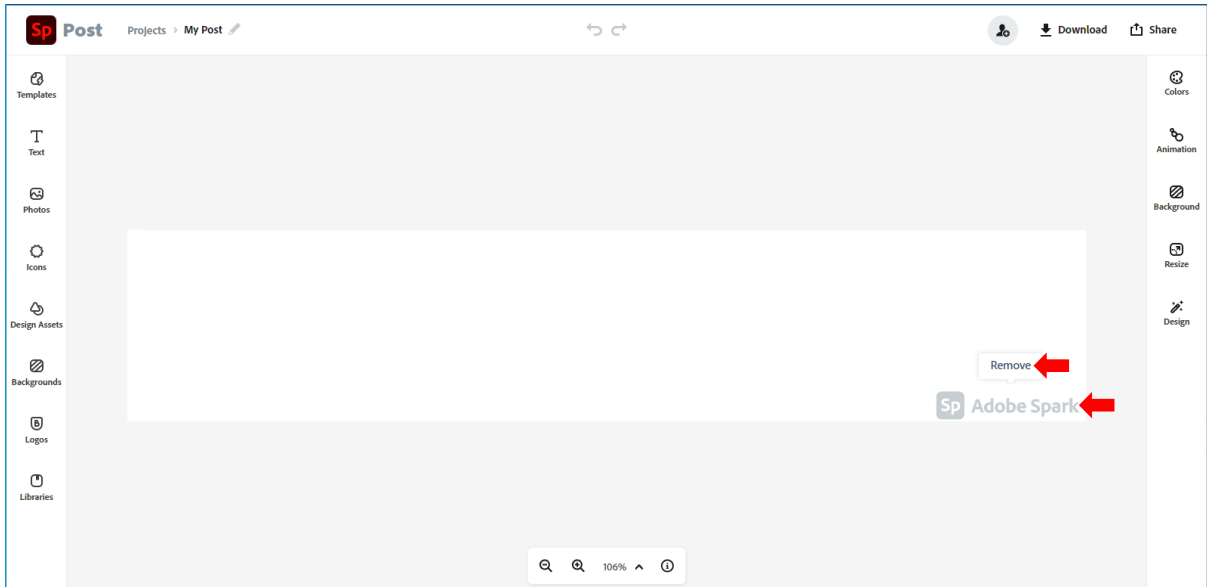 Sp Post Projects > My Post Download Share
Templates
Text
Photos
Icons
Design Assets
Backgrounds
B
Logos
Libraries
Remove
Sp Adobe Spark
106%
Colors
Animation
Background
Resize
Design